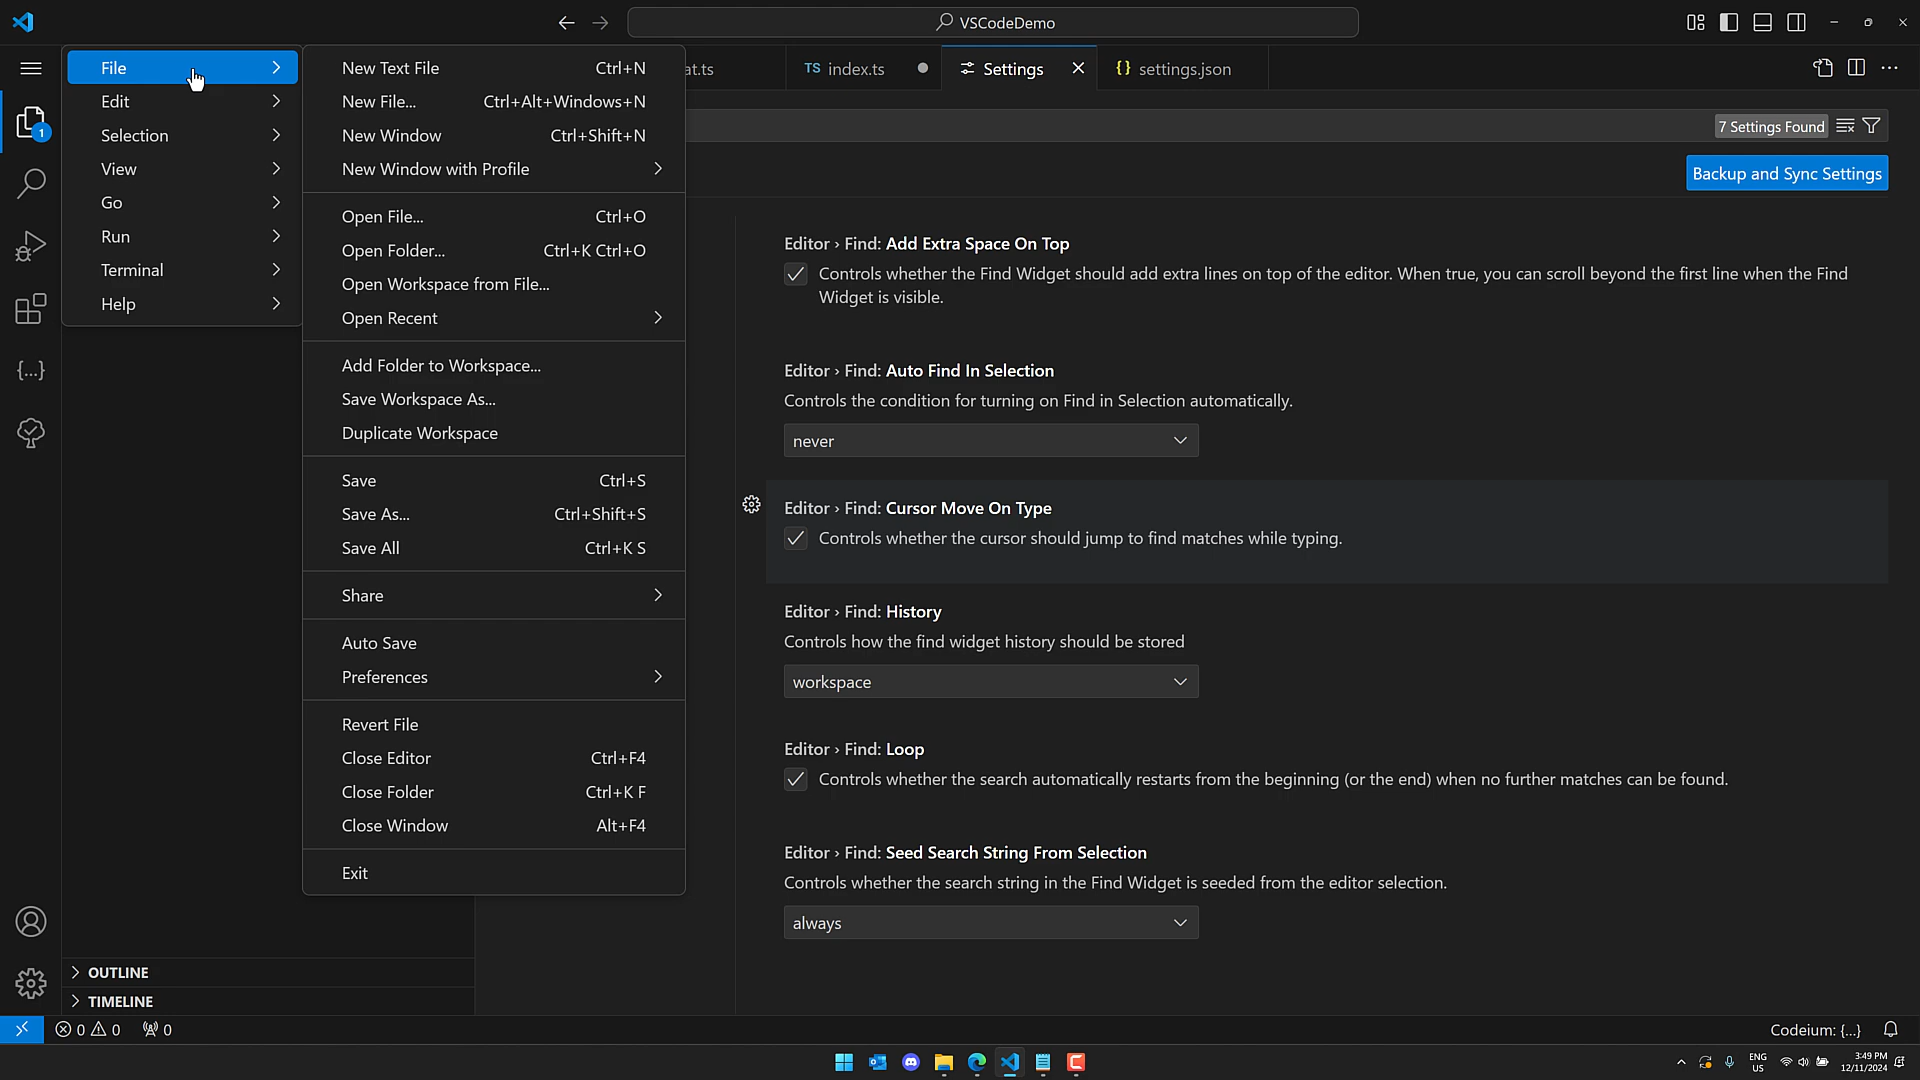 VSCodeDemo
File
Edit
Selection
View
Go
Run
Terminal
Help
New Text File Ctrl+N
New File... Ctrl+Alt+Windows+N
New Window Ctrl+Shift+N
New Window with Profile
Open File... Ctrl+O
Open Folder... Ctrl+K Ctrl+O
Open Workspace from File...
Open Recent
Add Folder to Workspace...
Save Workspace As...
Duplicate Workspace
Save Ctrl+S
Save As... Ctrl+Shift+S
Save All Ctrl+K S
Share
Auto Save
Preferences
Revert File
Close Editor Ctrl+F4
Close Folder Ctrl+K F
Close Window Alt+F4
Exit
at.ts
TS index.ts
Settings
{} settings.json
7 Settings Found
Backup and Sync Settings
Editor › Find: Add Extra Space On Top
Controls whether the Find Widget should add extra lines on top of the editor. When true, you can scroll beyond the first line when the Find
Widget is visible.
Editor › Find: Auto Find In Selection
Controls the condition for turning on Find in Selection automatically.
never
Editor › Find: Cursor Move On Type
Controls whether the cursor should jump to find matches while typing.
Editor › Find: History
Controls how the find widget history should be stored
workspace
Editor › Find: Loop
Controls whether the search automatically restarts from the beginning (or the end) when no further matches can be found.
Editor › Find: Seed Search String From Selection
Controls whether the search string in the Find Widget is seeded from the editor selection.
always
1
{...}
OUTLINE
TIMELINE
0 0 0
Codeium: {...}
ENG
US
3:49 PM
12/11/2024